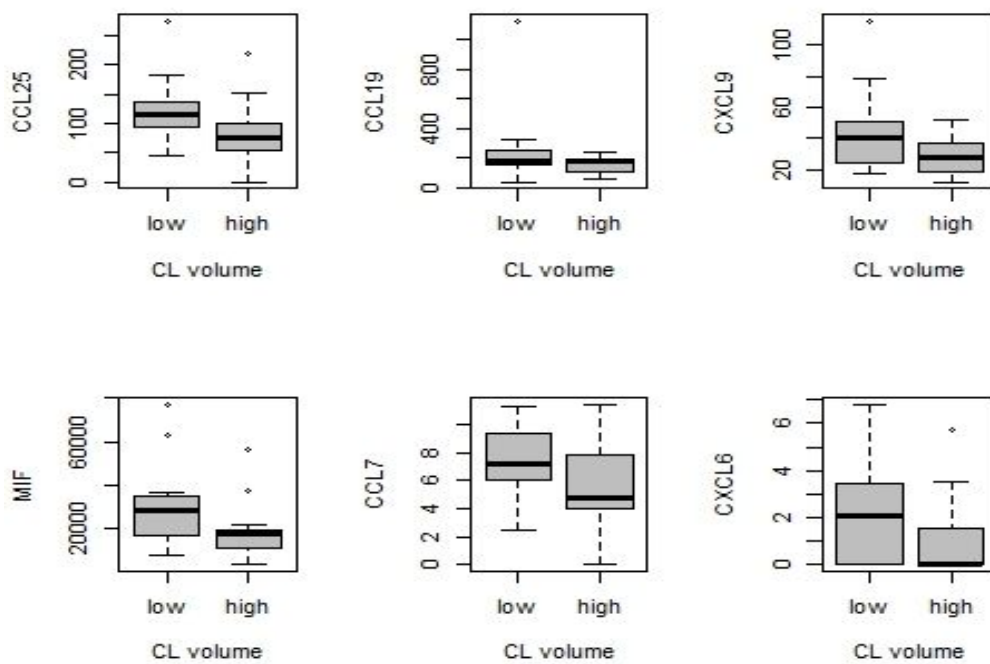 CCL25
0 100 200
low high
CL volume
CCL19
0 400 800
low high
CL volume
CXCL9
20 60 100
low high
CL volume
MIF
20000 60000
low high
CL volume
CCL7
0 2 4 6 8
low high
CL volume
CXCL6
0 2 4 6
low high
CL volume